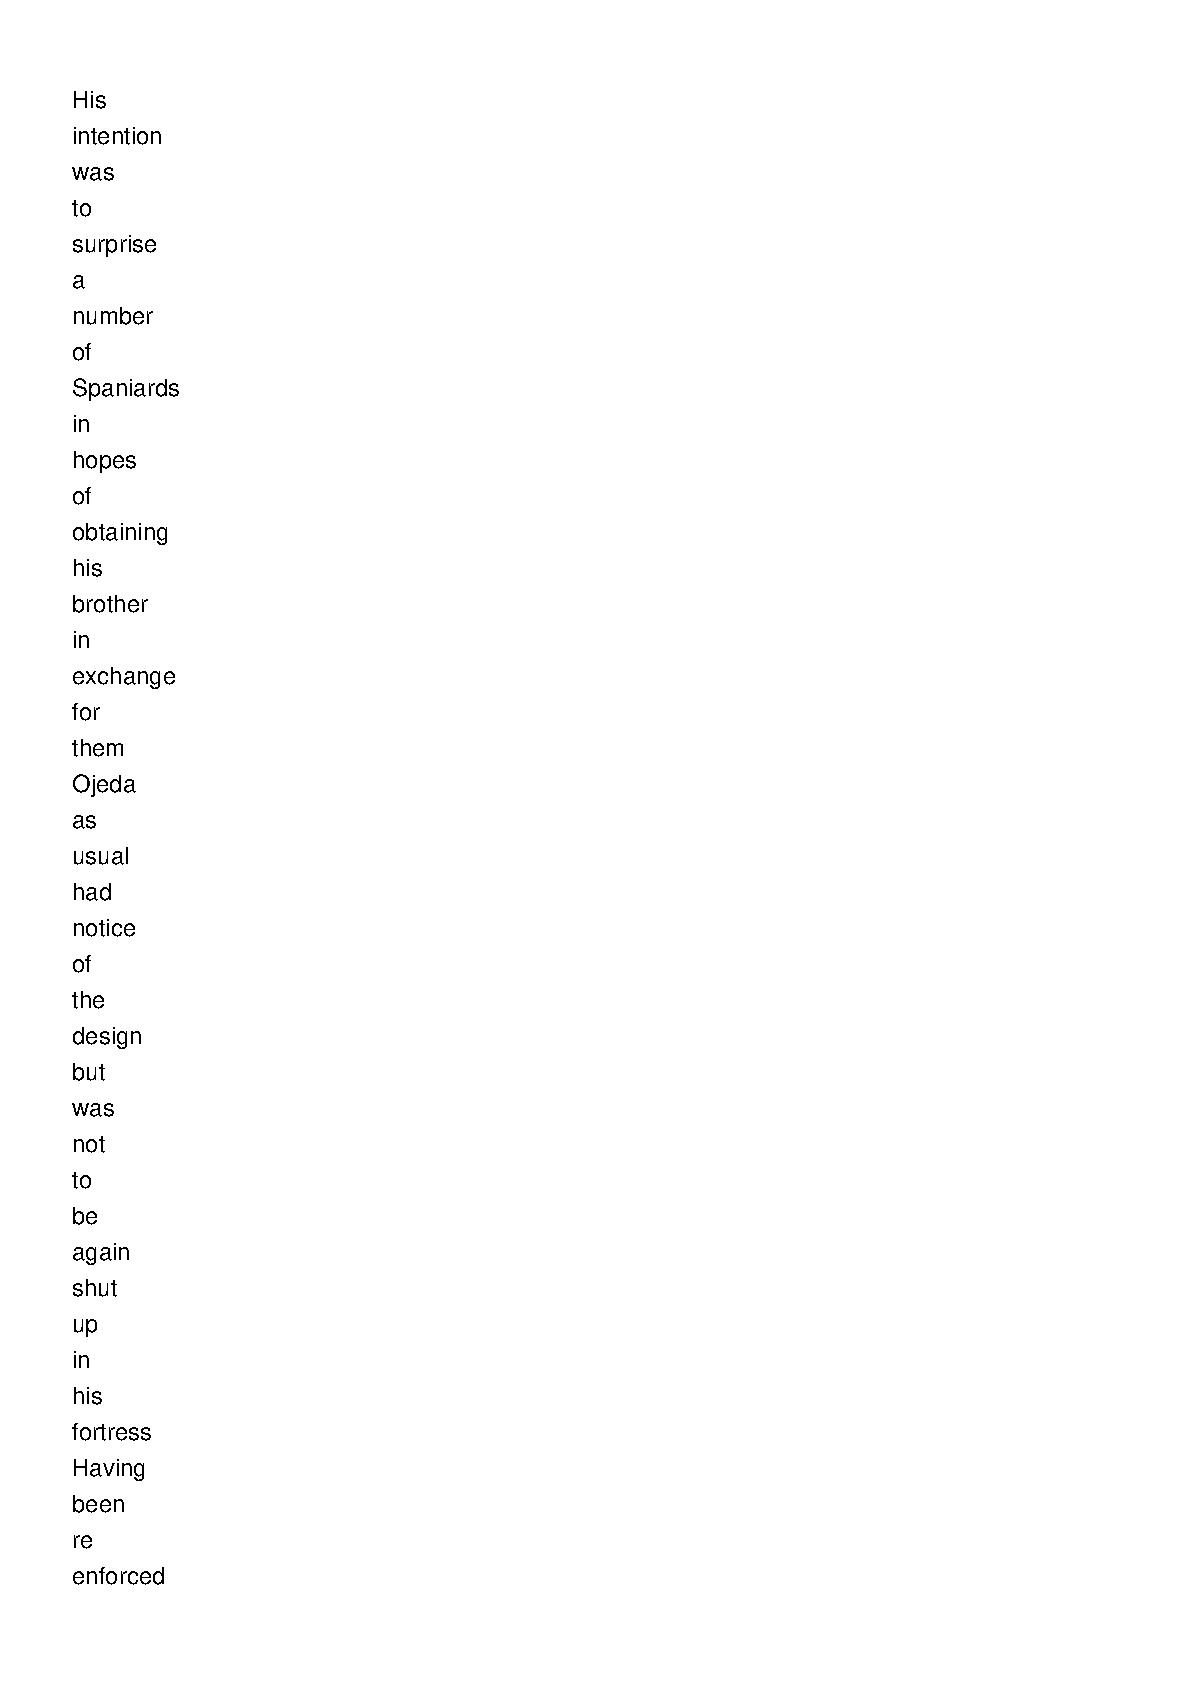 His
intention
was
to
surprise
a
number
of
Spaniards
in
hopes
of
obtaining
his
brother
in
exchange
for
them
Ojeda
as
usual
had
notice
of
the
design
but
was
not
to
be
again
shut
up
in
his
fortress
Having
been
re
enforced